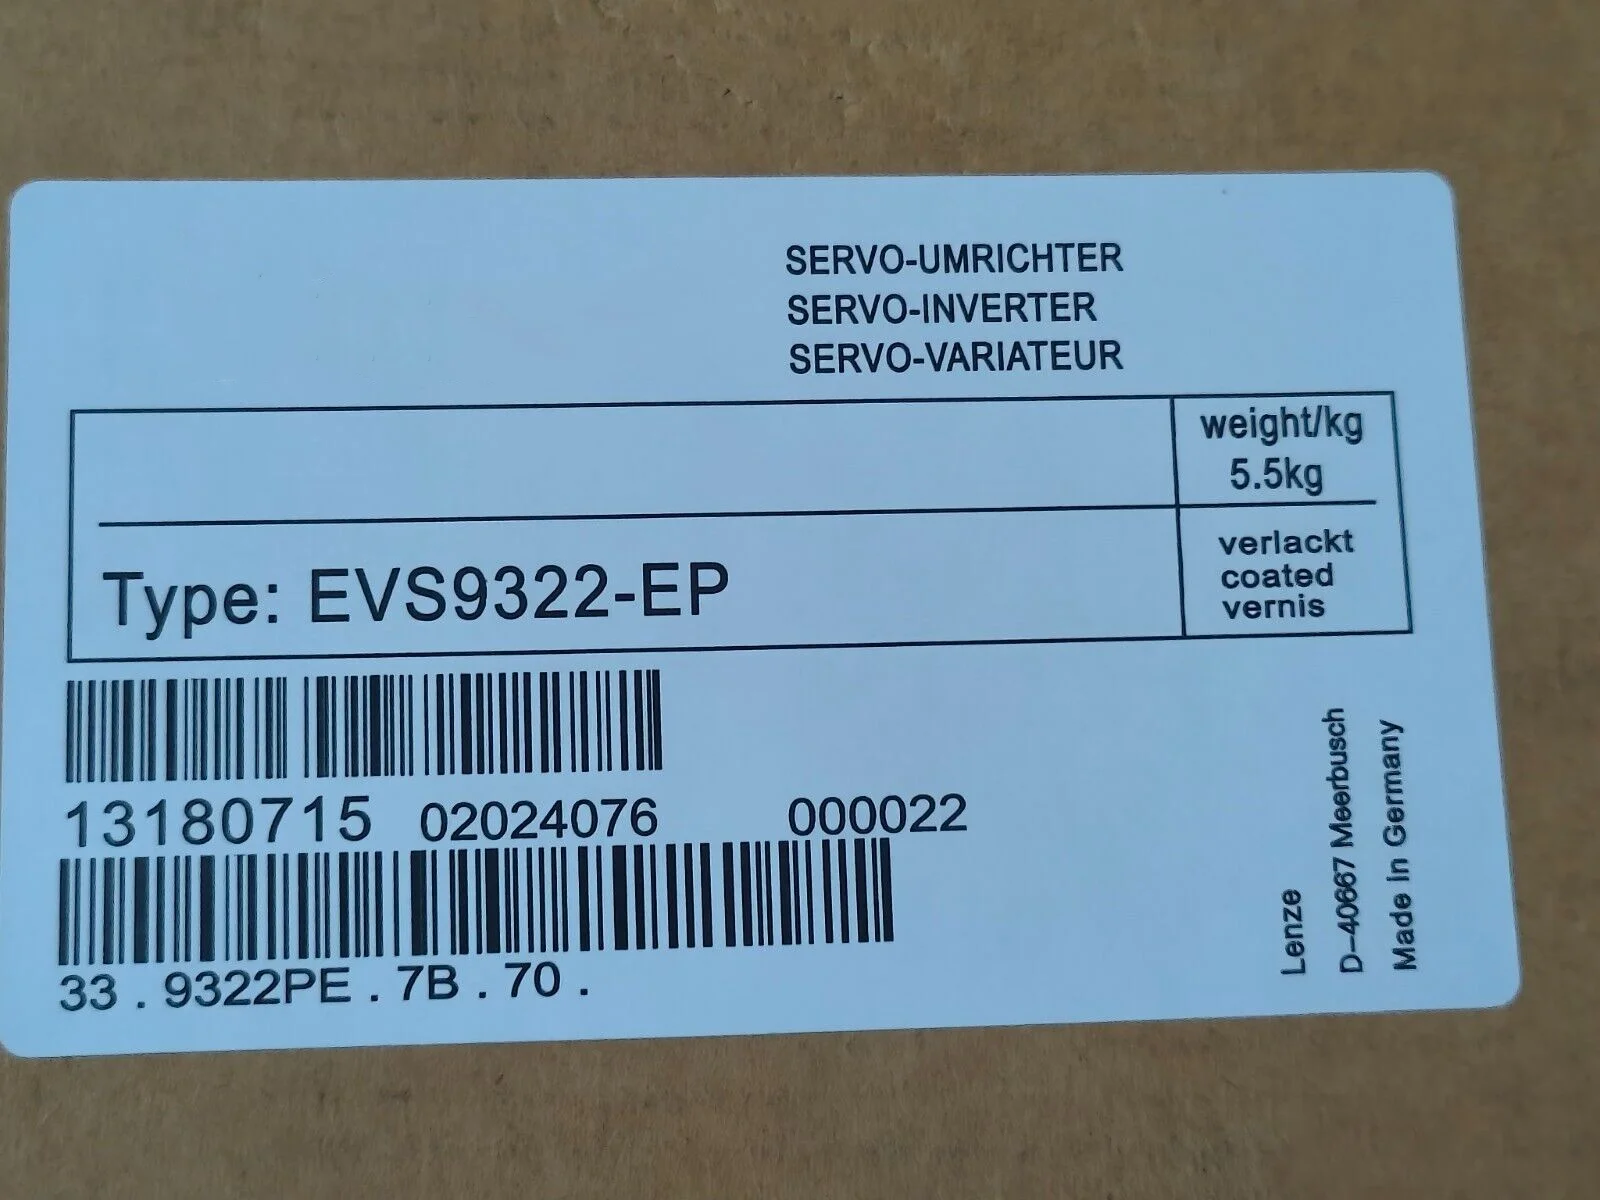 SERVO-UMRICHTER
SERVO-INVERTER
SERVO-VARIATEUR
weight/kg
5.5kg
Type: EVS9322-EP
verlackt
coated
vernis
13180715 02024076 000022
33 . 9322PE . 7B . 70 .
Lenze
D-40667 Meerbusch
Made in Germany